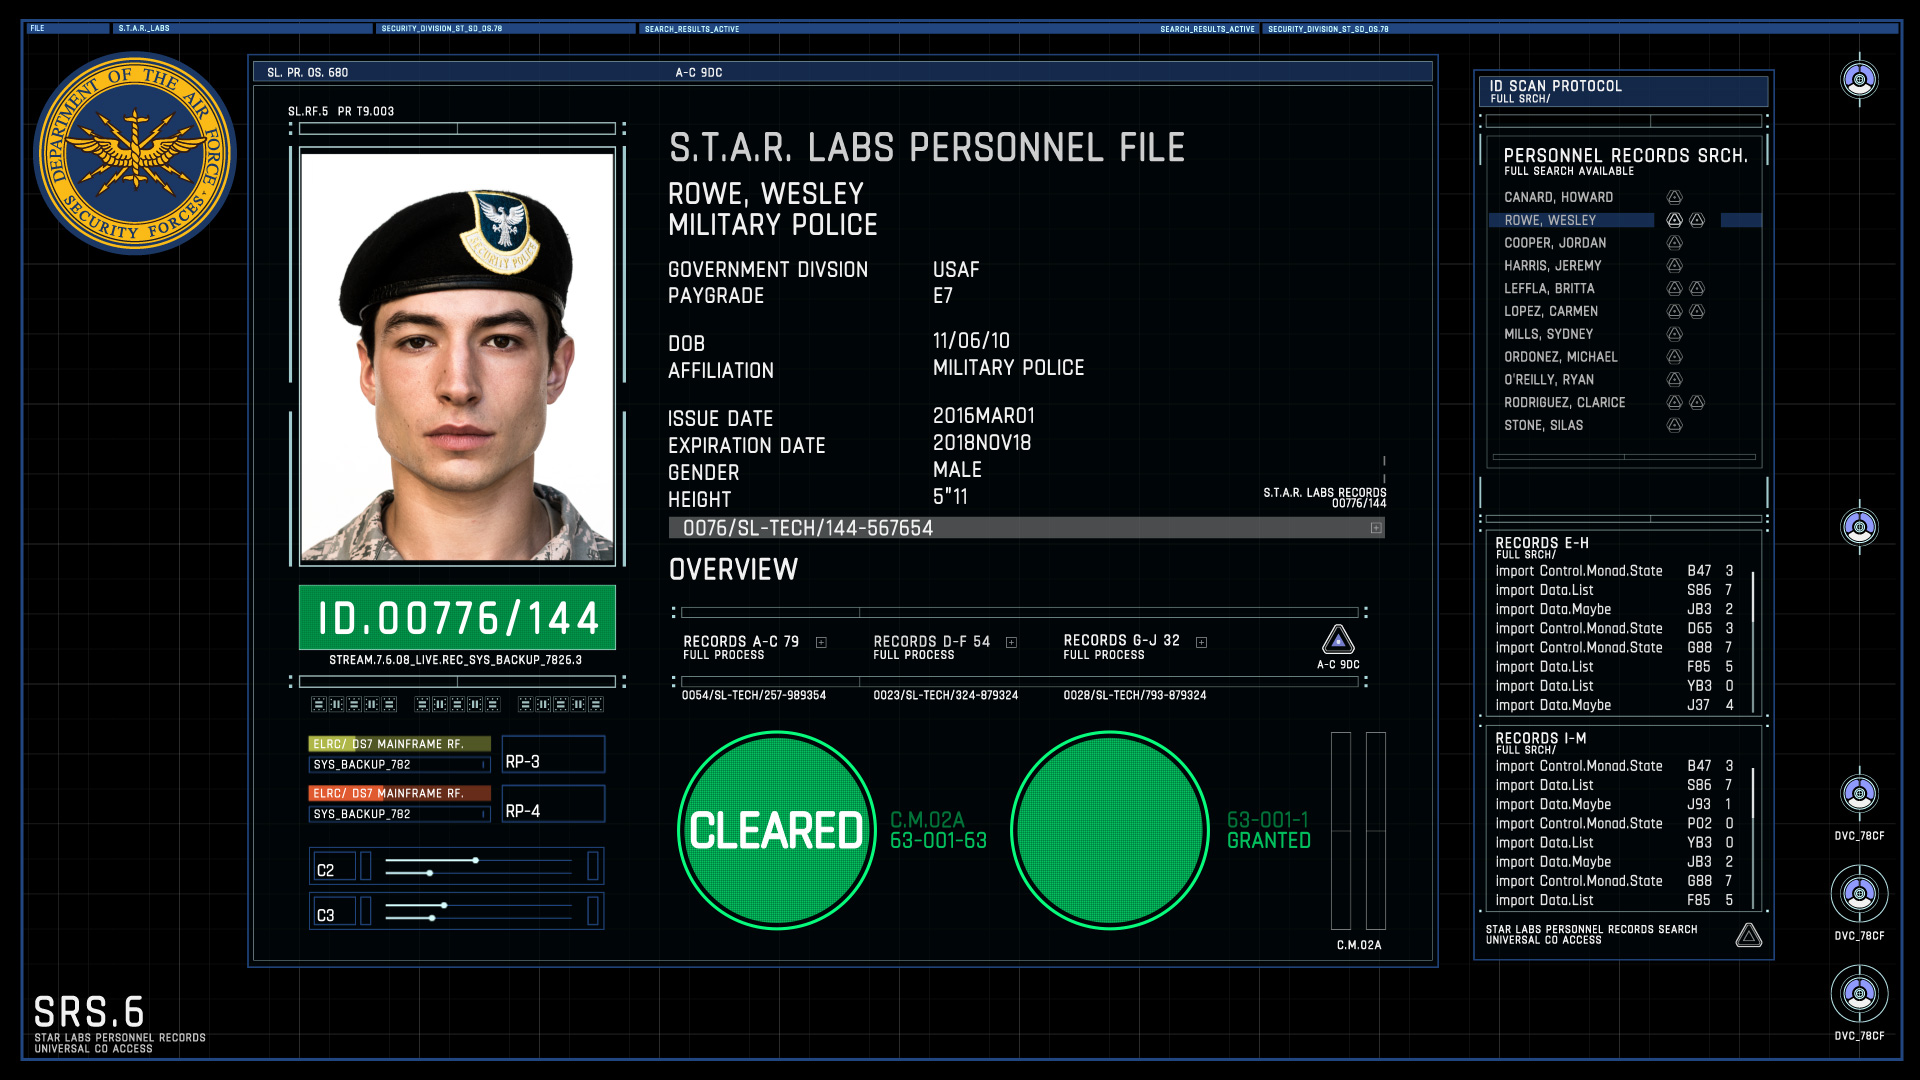 FILE
S.T.A.R._LABS
SECURITY_DIVISION_ST_SD_OS.78
SEARCH_RESULTS_ACTIVE
SEARCH_RESULTS_ACTIVE
SECURITY_DIVISION_ST_SD_OS.78
DEPARTMENT OF THE AIR FORCE
SECURITY FORCES
SL. PR. OS. 680
A-C 9DC
SL.RF.5 PR T9.003
SECURITY POLICE
ID.00776/144
STREAM.7.6.08_LIVE.REC_SYS_BACKUP_7826.3
ELRC/ DS7 MAINFRAME RF.
SYS_BACKUP_782
RP-3
ELRC/ DS7 MAINFRAME RF.
SYS_BACKUP_782
RP-4
C2
C3
S.T.A.R. LABS PERSONNEL FILE
ROWE, WESLEY
MILITARY POLICE
GOVERNMENT DIVSION USAF
PAYGRADE E7
DOB 11/06/10
AFFILIATION MILITARY POLICE
ISSUE DATE 2016MAR01
EXPIRATION DATE 2018NOV18
GENDER MALE
HEIGHT 5"11
S.T.A.R. LABS RECORDS
00776/144
0076/SL-TECH/144-567654
OVERVIEW
RECORDS A-C 79
FULL PROCESS
RECORDS D-F 54
FULL PROCESS
RECORDS G-J 32
FULL PROCESS
A-C 9DC
0054/SL-TECH/257-989354
0023/SL-TECH/324-879324
0028/SL-TECH/793-879324
CLEARED
C.M.02A
63-001-63
63-001-1
GRANTED
C.M.02A
ID SCAN PROTOCOL
FULL SRCH/
PERSONNEL RECORDS SRCH.
FULL SEARCH AVAILABLE
CANARD, HOWARD
ROWE, WESLEY
COOPER, JORDAN
HARRIS, JEREMY
LEFFLA, BRITTA
LOPEZ, CARMEN
MILLS, SYDNEY
ORDONEZ, MICHAEL
O'REILLY, RYAN
RODRIGUEZ, CLARICE
STONE, SILAS
RECORDS E-H
FULL SRCH/
import Control.Monad.State B47 3
import Data.List S86 7
import Data.Maybe JB3 2
import Control.Monad.State D65 3
import Control.Monad.State G88 7
import Data.List F85 5
import Data.List YB3 0
import Data.Maybe J37 4
RECORDS I-M
FULL SRCH/
import Control.Monad.State B47 3
import Data.List S86 7
import Data.Maybe J93 1
import Control.Monad.State P02 0
import Data.List YB3 0
import Data.Maybe JB3 2
import Control.Monad.State G88 7
import Data.List F85 5
STAR LABS PERSONNEL RECORDS SEARCH
UNIVERSAL CO ACCESS
DVC_78CF
DVC_78CF
DVC_78CF
SRS.6
STAR LABS PERSONNEL RECORDS
UNIVERSAL CO ACCESS